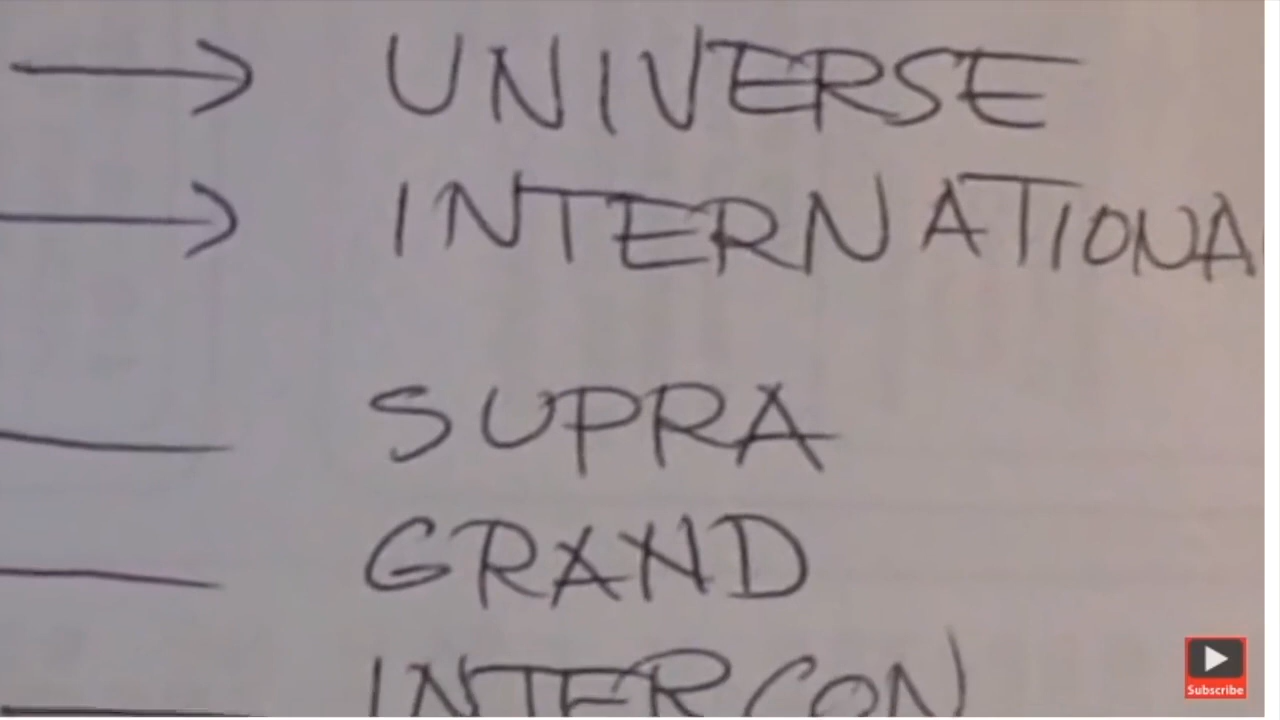 UNIVERSE
INTERNATIONA
SUPRA
GRAND
INTERCON
Subscribe